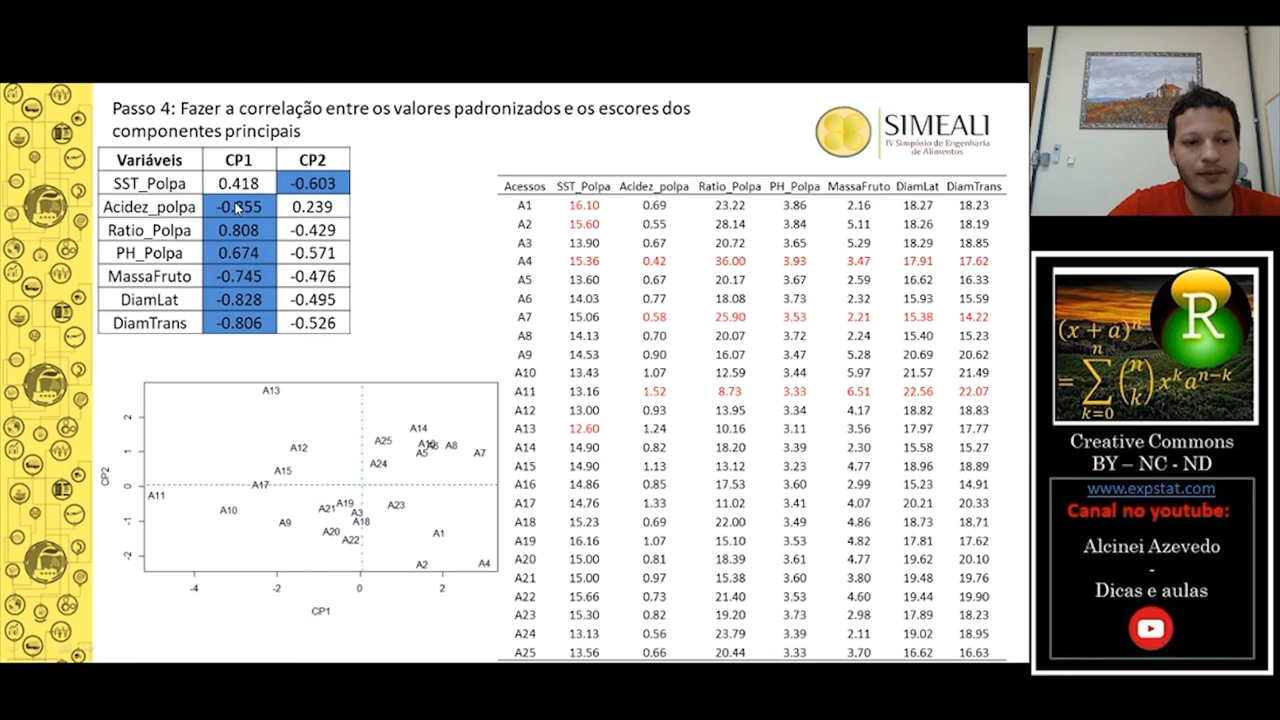 Passo 4: Fazer a correlação entre os valores padronizados e os escores dos
componentes principais
SIMEALI
IV Simpósio de Engenharia
de Alimentos
Variáveis CP1 CP2
SST_Polpa 0.418 -0.603
Acidez_polpa 0.239
Ratio_Polpa 0.808 -0.429
PH_Polpa 0.674 -0.571
MassaFruto -0.745 -0.476
DiamLat -0.828 -0.495
DiamTrans -0.806 -0.526
Acessos SST_Polpa Acidez_polpa Ratio_Polpa PH_Polpa MassaFruto DiamLat DiamTrans
A1 16.10 0.69 23.22 3.86 2.16 18.27 18.23
A2 15.60 0.55 28.14 3.84 5.11 18.26 18.19
A3 13.90 0.67 20.72 3.65 5.29 18.29 18.85
A4 15.36 0.42 36.00 3.93 3.47 17.91 17.62
A5 13.60 0.67 20.17 3.67 2.59 16.62 16.33
A6 14.03 0.77 18.08 3.73 2.32 15.93 15.59
A7 15.06 0.58 25.90 3.53 2.21 15.38 14.22
A8 14.13 0.70 20.07 3.72 2.24 15.40 15.23
A9 14.53 0.90 16.07 3.47 5.28 20.69 20.62
A10 13.43 1.07 12.59 3.44 5.97 21.57 21.49
A11 13.16 1.52 8.73 3.33 6.51 22.56 22.07
A12 13.00 0.93 13.95 3.34 4.17 18.82 18.83
A13 12.60 1.24 10.16 3.11 3.56 17.97 17.77
A14 14.90 0.82 18.20 3.39 2.30 15.58 15.27
A15 14.90 1.13 13.12 3.23 4.77 18.96 18.89
A16 14.86 0.85 17.53 3.60 2.99 15.23 14.91
A17 14.76 1.33 11.02 3.41 4.07 20.21 20.33
A18 15.23 0.69 22.00 3.49 4.86 18.73 18.71
A19 16.16 1.07 15.10 3.53 4.82 17.81 17.62
A20 15.00 0.81 18.39 3.61 4.77 19.62 20.10
A21 15.00 0.97 15.38 3.60 3.80 19.48 19.76
A22 15.66 0.73 21.40 3.53 4.60 19.44 19.90
A23 15.30 0.82 19.20 3.73 2.98 17.89 18.23
A24 13.13 0.56 23.79 3.39 2.11 19.02 18.95
A25 13.56 0.66 20.44 3.33 3.70 16.62 16.63
A13
2
A14
A25
A8
A12
A5
A7
A24
A15
CP2
0
A17
A11
A23
A19
A21
A10
A3
-1
A9
A18
A20
A22
A1
-2
A2
A4
-4 -2 0 2
CP1
R
(x + a)^n
= ∑ n k=0 (n k) x^k a^(n-k)
Creative Commons
BY – NC - ND
www.expstat.com
Canal no youtube:
Alcinei Azevedo
-
Dicas e aulas